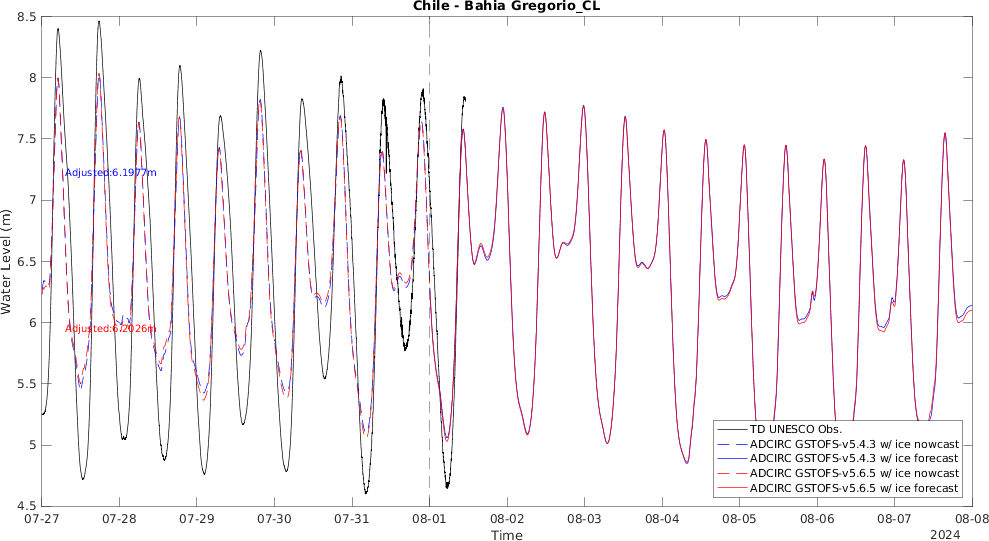 Chile - Bahia Gregorio_CL
8.5
8
7.5
7
6.5
6
5.5
5
4.5
Water Level (m)
Adjusted:6.1977m
Adjusted:6.2026m
TD UNESCO Obs.
ADCIRC GSTOFS-v5.4.3 w/ ice nowcast
ADCIRC GSTOFS-v5.4.3 w/ ice forecast
ADCIRC GSTOFS-v5.6.5 w/ ice nowcast
ADCIRC GSTOFS-v5.6.5 w/ ice forecast
07-27 07-28 07-29 07-30 07-31 08-01 08-02 08-03 08-04 08-05 08-06 08-07 08-08
Time
2024